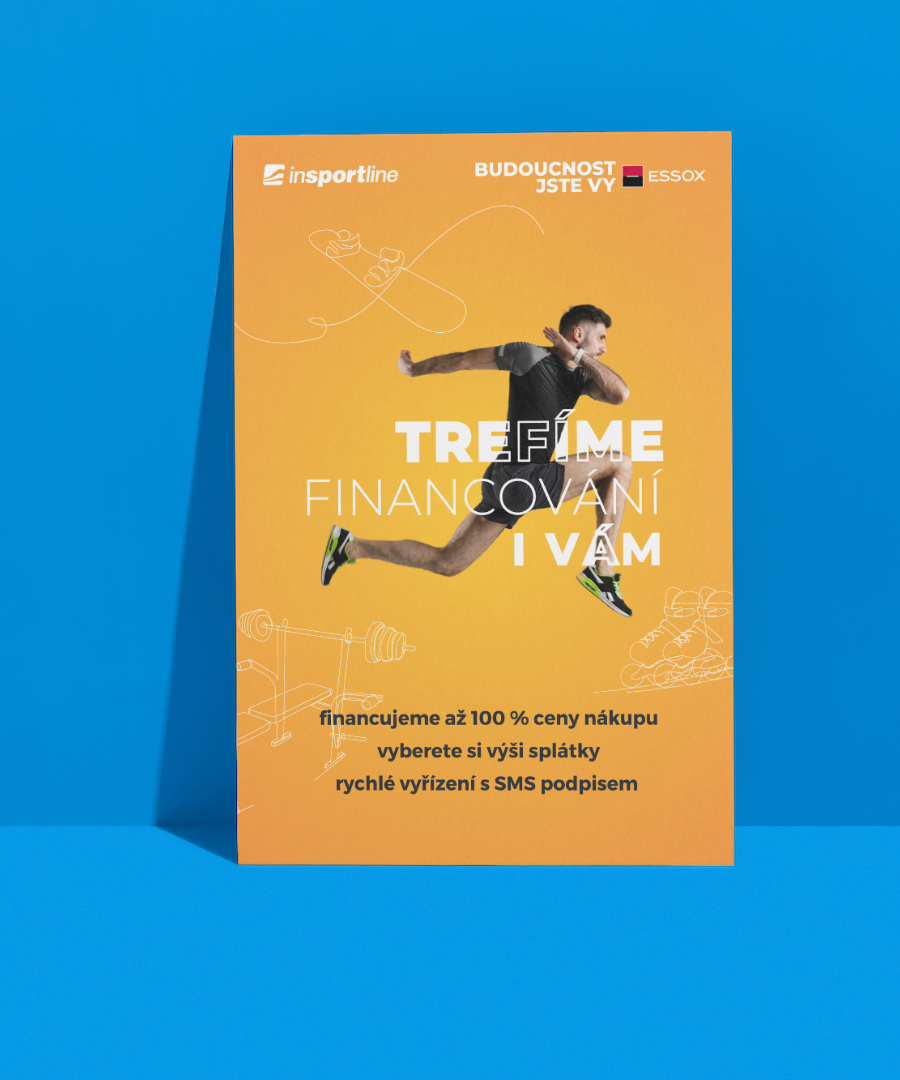 insportline
BUDOUCNOST
JSTE VY
ESSOX
TREFÍME
FINANCOVÁNÍ
I VÁM
financujeme až 100 % ceny nákupu
vyberete si výši splátky
rychlé vyřízení s SMS podpisem